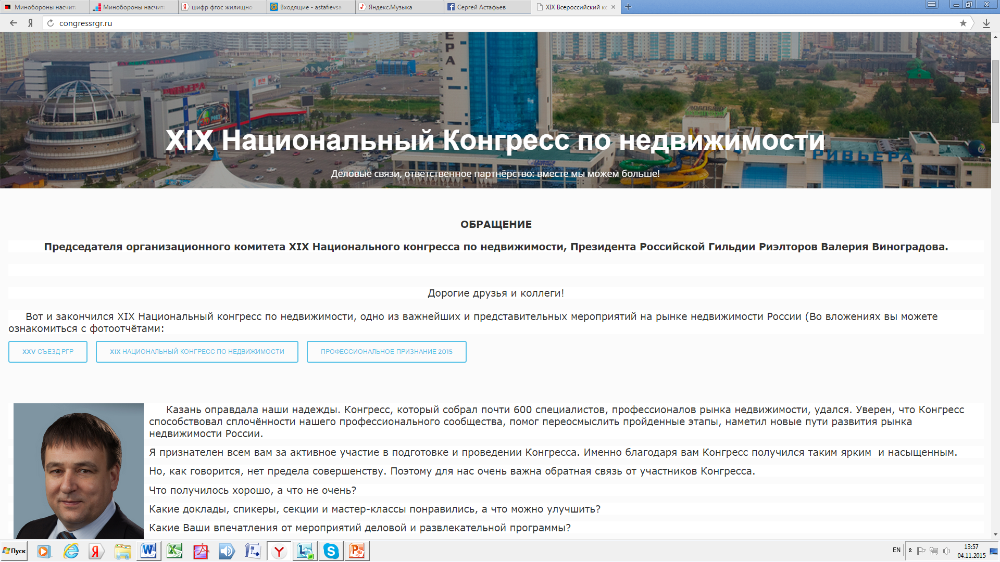 Минобороны насчита
Минобороны насчита
шифр фгос жилищно
Входящие - astafievsa
Яндекс.Музыка
Сергей Астафьев
XIX Всероссийский ко
congressrgr.ru
РИВЬЕРА
ЕРА
РИВЬЕРА
XIX Национальный Конгресс по недвижимости
Деловые связи, ответственное партнёрство: вместе мы можем больше!
ОБРАЩЕНИЕ
Председателя организационного комитета XIX Национального конгресса по недвижимости, Президента Российской Гильдии Риэлторов Валерия Виноградова.
Дорогие друзья и коллеги!
Вот и закончился XIX Национальный конгресс по недвижимости, одно из важнейших и представительных мероприятий на рынке недвижимости России (Во вложениях вы можете
ознакомиться с фотоотчётами:
XXV СЪЕЗД РГР
XIX НАЦИОНАЛЬНЫЙ КОНГРЕСС ПО НЕДВИЖИМОСТИ
ПРОФЕССИОНАЛЬНОЕ ПРИЗНАНИЕ 2015
Казань оправдала наши надежды. Конгресс, который собрал почти 600 специалистов, профессионалов рынка недвижимости, удался. Уверен, что Конгресс
способствовал сплочённости нашего профессионального сообщества, помог переосмыслить пройденные этапы, наметил новые пути развития рынка
недвижимости России.
Я признателен всем вам за активное участие в подготовке и проведении Конгресса. Именно благодаря вам Конгресс получился таким ярким и насыщенным.
Но, как говорится, нет предела совершенству. Поэтому для нас очень важна обратная связь от участников Конгресса.
Что получилось хорошо, а что не очень?
Какие доклады, спикеры, секции и мастер-классы понравились, а что можно улучшить?
Какие Ваши впечатления от мероприятий деловой и развлекательной программы?
Пуск
EN
13:57
04.11.2015